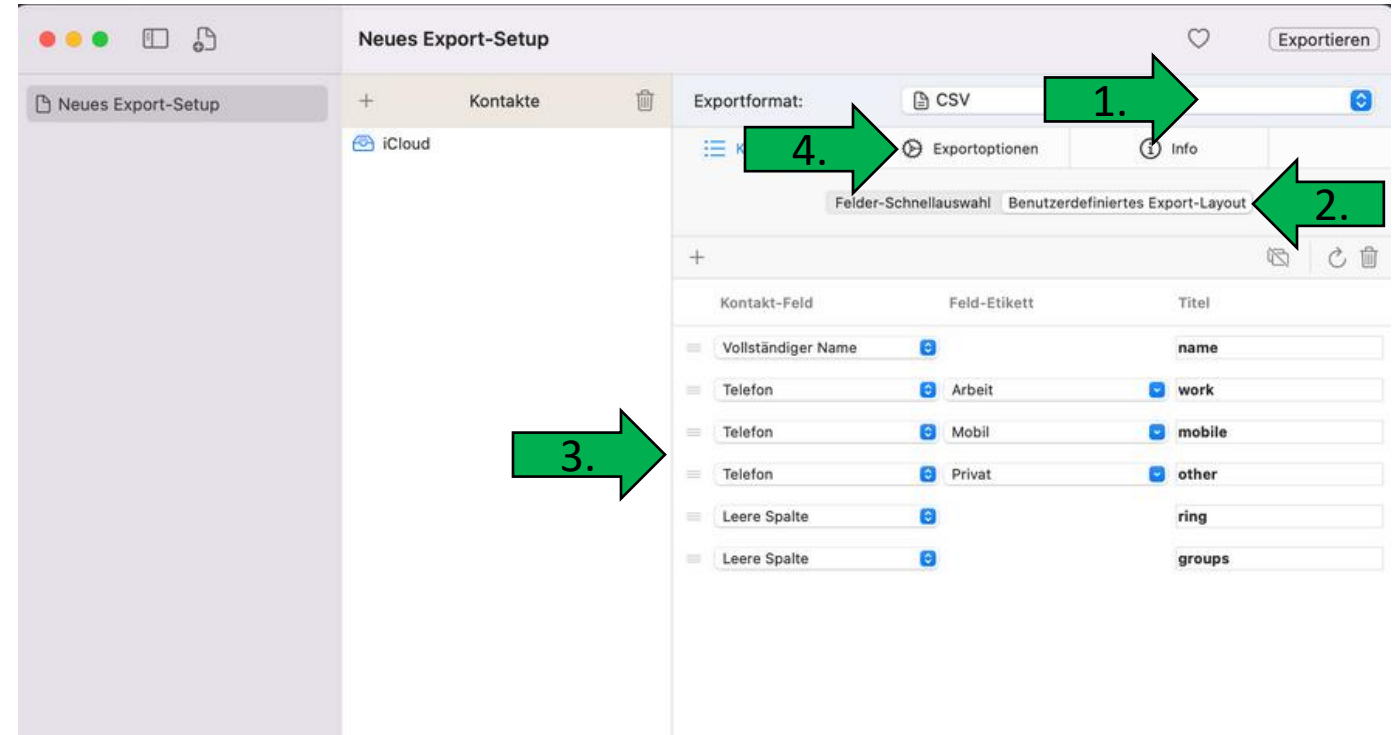 Neues Export-Setup
Exportieren
Neues Export-Setup
Kontakte
Exportformat:
CSV
1.
iCloud
K
4.
Exportoptionen
Info
Felder-Schnellauswahl
Benutzerdefiniertes Export-Layout
2.
Kontakt-Feld
Feld-Etikett
Titel
Vollständiger Name
name
Telefon
Arbeit
work
3.
Telefon
Mobil
mobile
Telefon
Privat
other
Leere Spalte
ring
Leere Spalte
groups